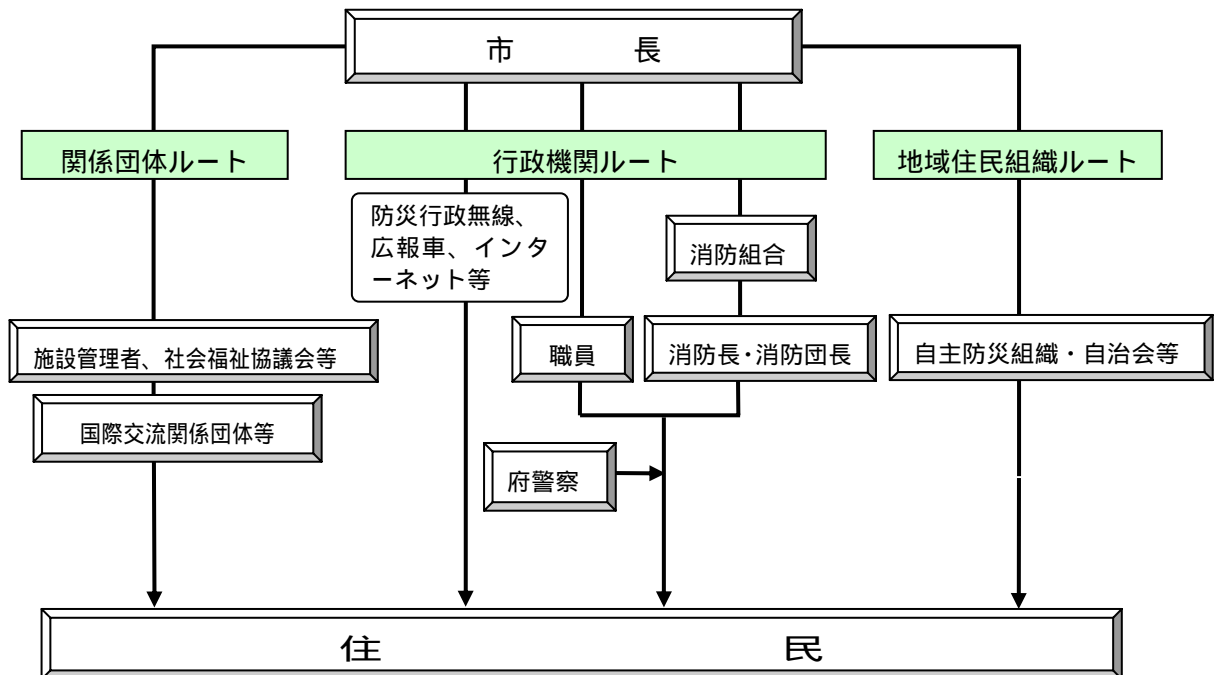 市　　　　長
関係団体ルート
行政機関ルート
地域住民組織ルート
防災行政無線、
広報車、インタ
ーネット等
消防組合
施設管理者、社会福祉協議会等
職員
消防長・消防団長
自主防災組織・自治会等
国際交流関係団体等
府警察
住　　　　　　　　民